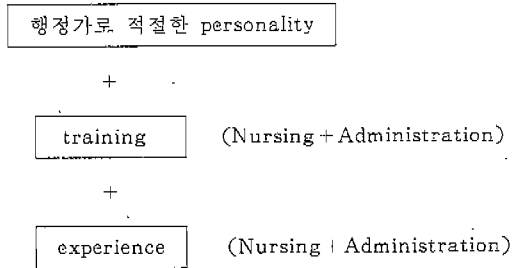 행정가로 적절한 personality
+
training (Nursing+Administration)
+
experience (Nursing+Administration)